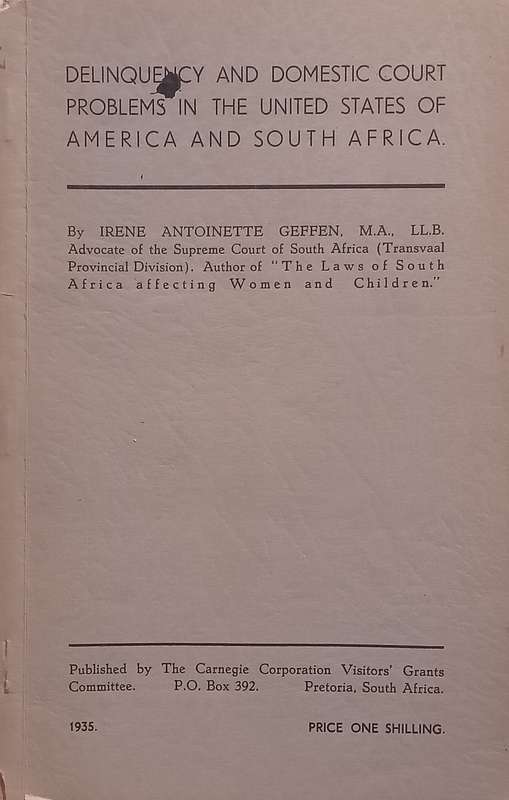 DELINQUENCY AND DOMESTIC COURT
PROBLEMS IN THE UNITED STATES OF
AMERICA AND SOUTH AFRICA.
By IRENE ANTOINETTE GEFFEN, M.A., LL.B.
Advocate of the Supreme Court of South Africa (Transvaal
Provincial Division). Author of "The Laws of South
Africa affecting Women and Children."
Published by The Carnegie Corporation Visitors' Grants
Committee. P.O. Box 392. Pretoria, South Africa.
1935. PRICE ONE SHILLING.